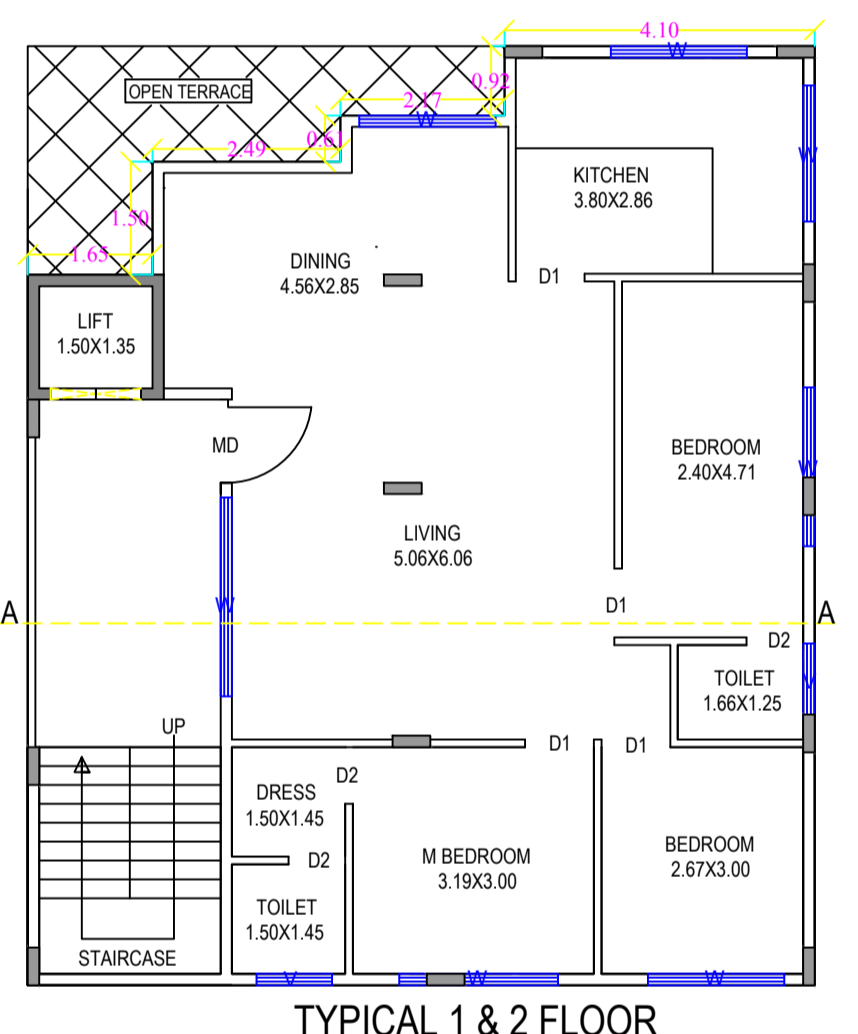 4.10
W
OPEN TERRACE
0.92
2.17
W
0.61
2.49
W
KITCHEN
3.80X2.86
1.50
1.65
DINING
4.56X2.85
D1
LIFT
1.50X1.35
MD
BEDROOM
2.40X4.71
W
LIVING
5.06X6.06
W
D1
A
A
D2
TOILET
1.66X1.25
V
UP
D1
D1
D2
DRESS
1.50X1.45
D2
M BEDROOM
3.19X3.00
BEDROOM
2.67X3.00
TOILET
1.50X1.45
STAIRCASE
V
W
W
TYPICAL 1 & 2 FLOOR